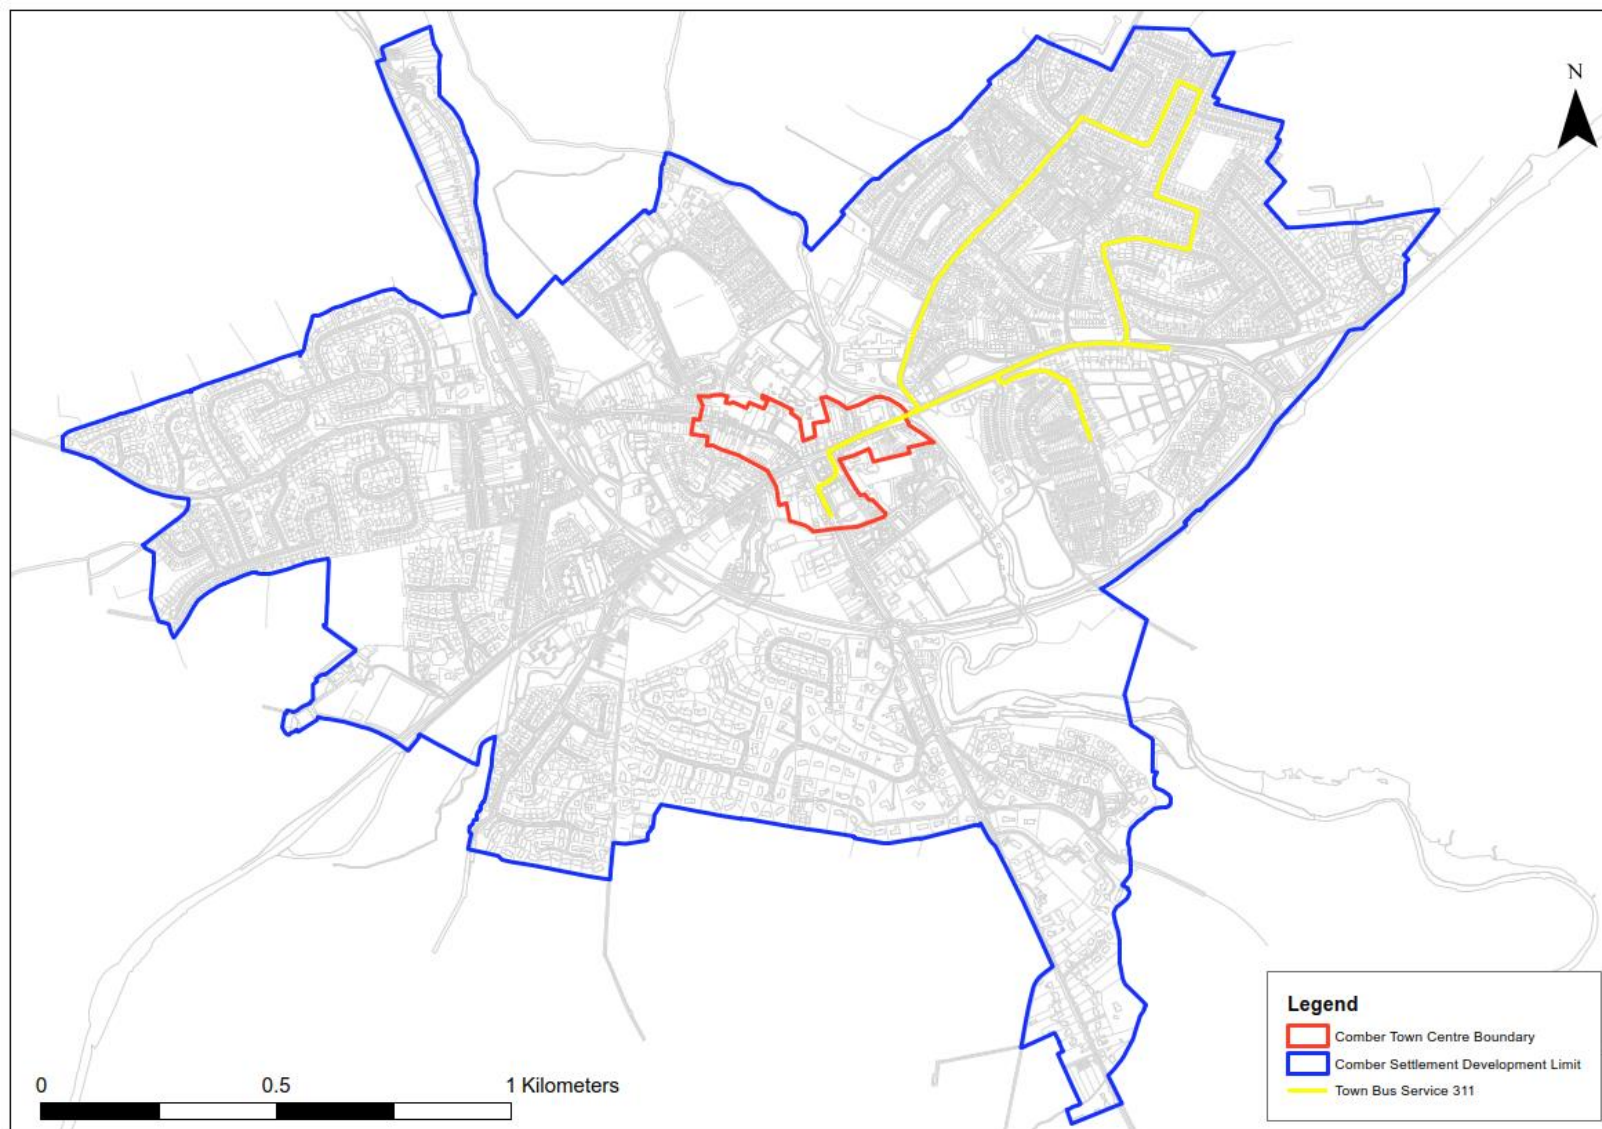 N
Legend
Comber Town Centre Boundary
Comber Settlement Development Limit
Town Bus Service 311
0 0.5 1 Kilometers